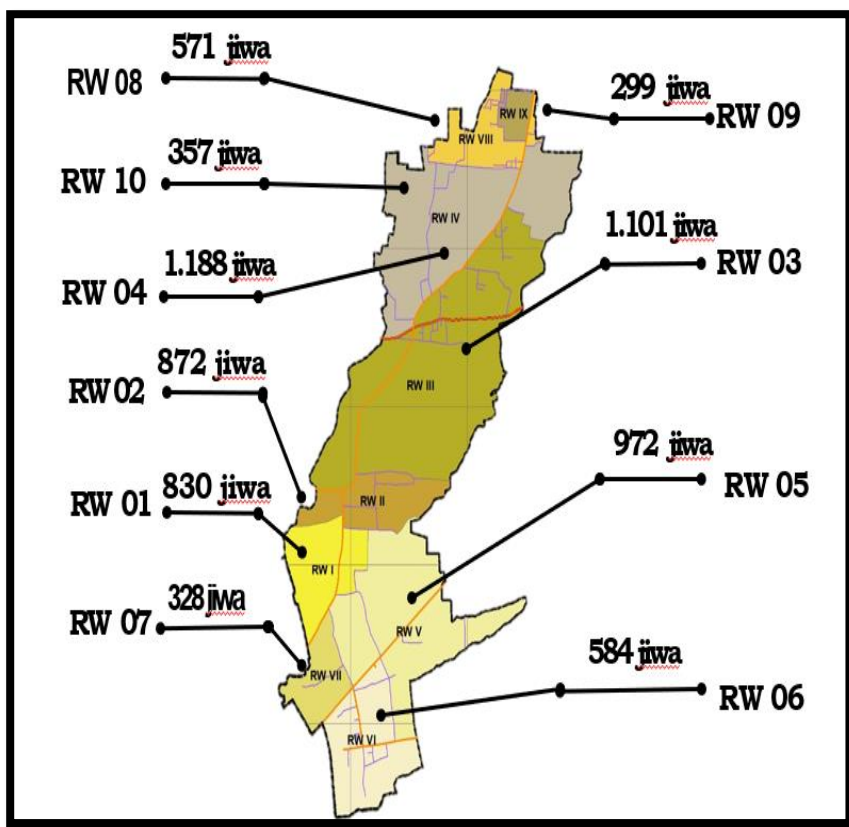 571 jiwa
RW 08
299 jiwa
RW 09
RW IX
RW VIII
357 jiwa
RW 10
RW IV
1.101 jiwa
RW 03
1.188 jiwa
RW 04
872 jiwa
RW 02
RW III
972 jiwa
RW 05
830 jiwa
RW 01
RW II
RW I
328 jiwa
RW 07
RW V
584 jiwa
RW 06
RW VII
RW VI